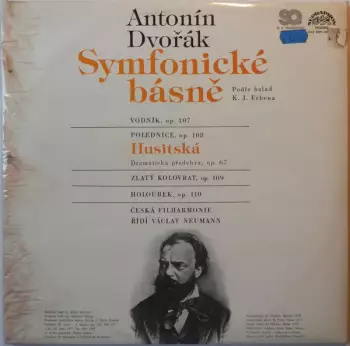 Antonín
Dvořák
Symfonické
básně
Podle balad
K. J. Erbena
VODNÍK, op. 107
POLEDNICE, op. 108
Husitská
Dramatická předehra, op. 67
ZLATÝ KOLOVRAT, op. 109
HOLOUBEK, op. 110
ČESKÁ FILHARMONIE
ŘÍDÍ VÁCLAV NEUMANN